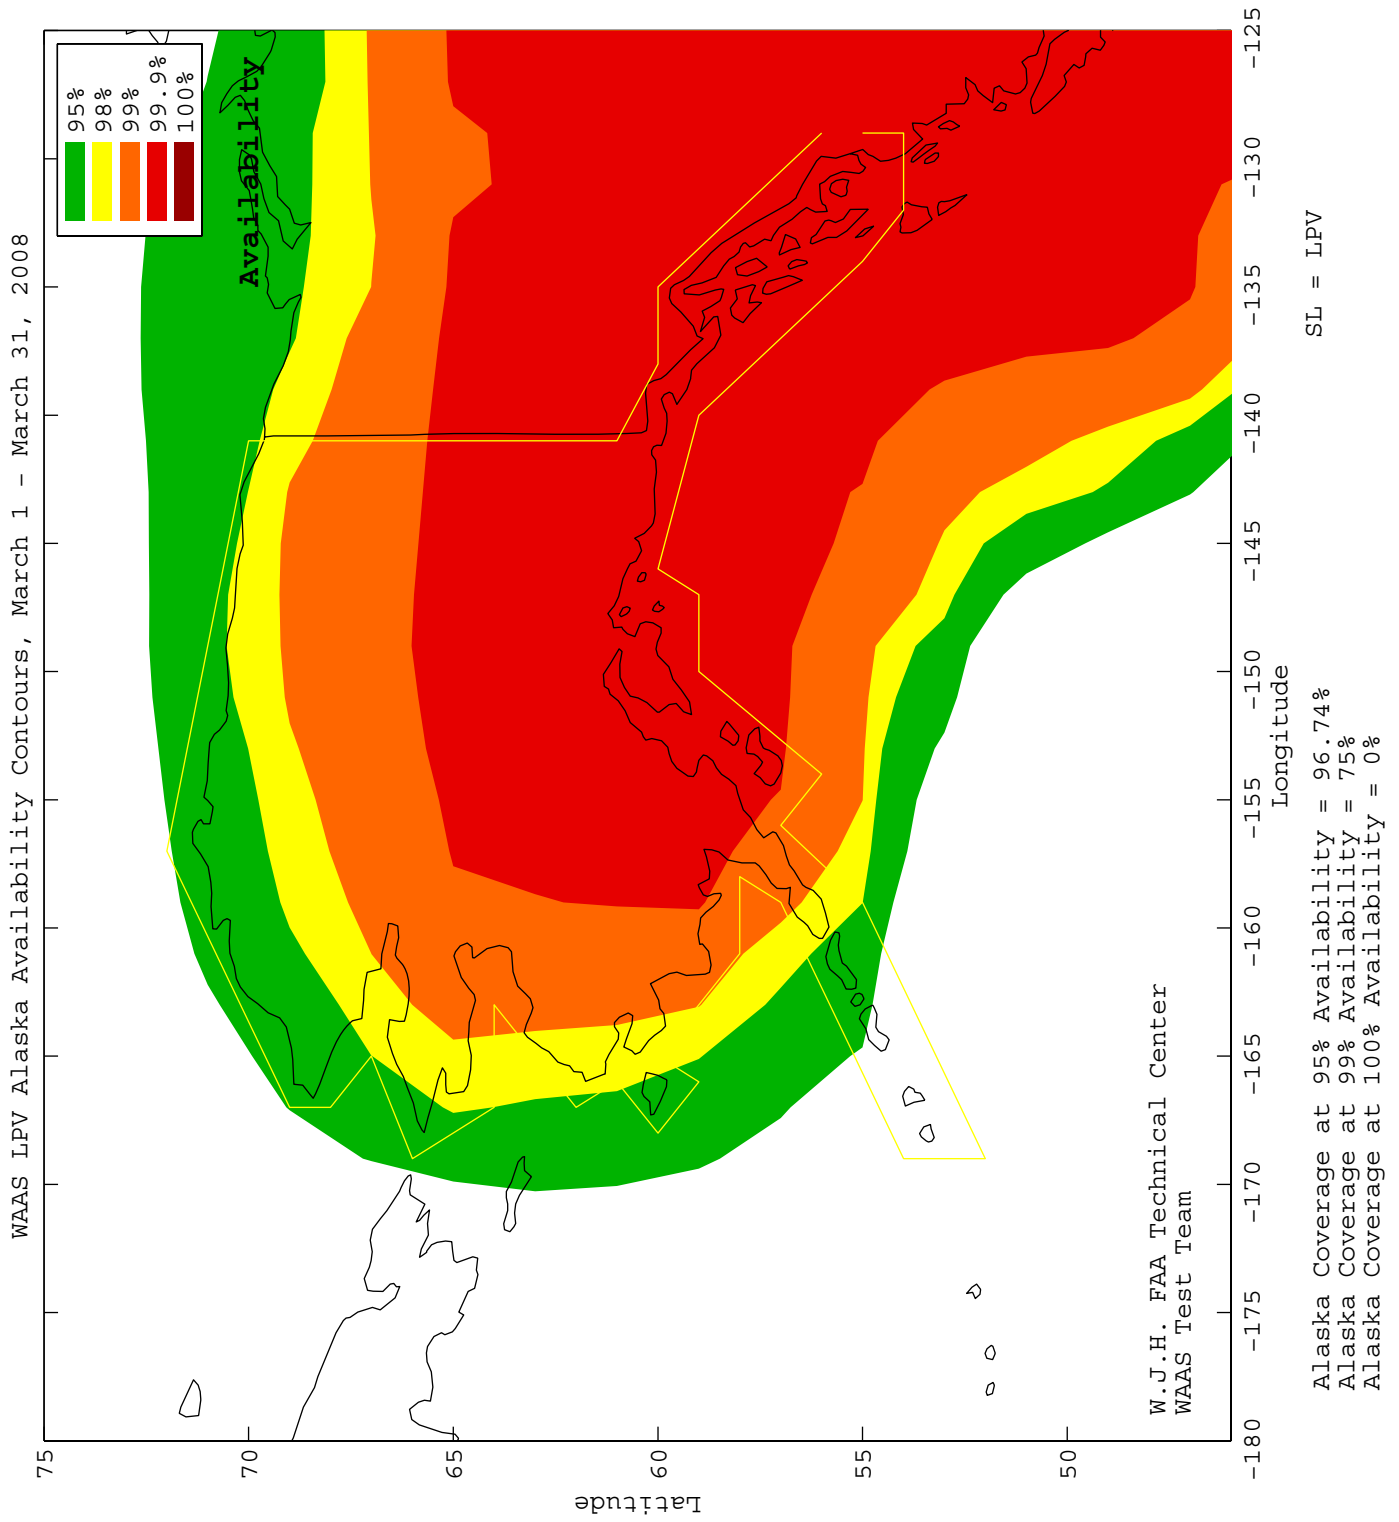 WAAS LPV Alaska Availability Contours, March 1 - March 31, 2008
95%
98%
99%
99.9%
100%
Availability
75
70
65
60
55
50
Latitude
W.J.H. FAA Technical Center
WAAS Test Team
-180
-175
-170
-165
-160
-155
-150
-145
-140
-135
-130
-125
Longitude
SL = LPV
Alaska Coverage at 95% Availability = 96.74%
Alaska Coverage at 99% Availability = 75%
Alaska Coverage at 100% Availability = 0%